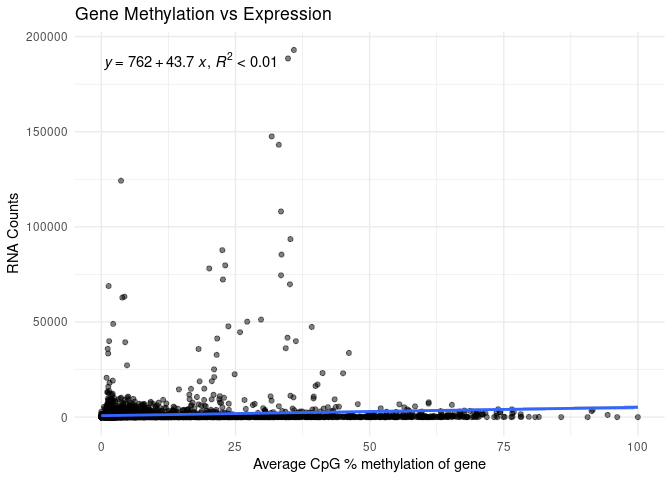 Gene Methylation vs Expression
y = 762 + 43.7 x, R² < 0.01
200000
150000
100000
50000
0
RNA Counts
0 25 50 75 100
Average CpG % methylation of gene